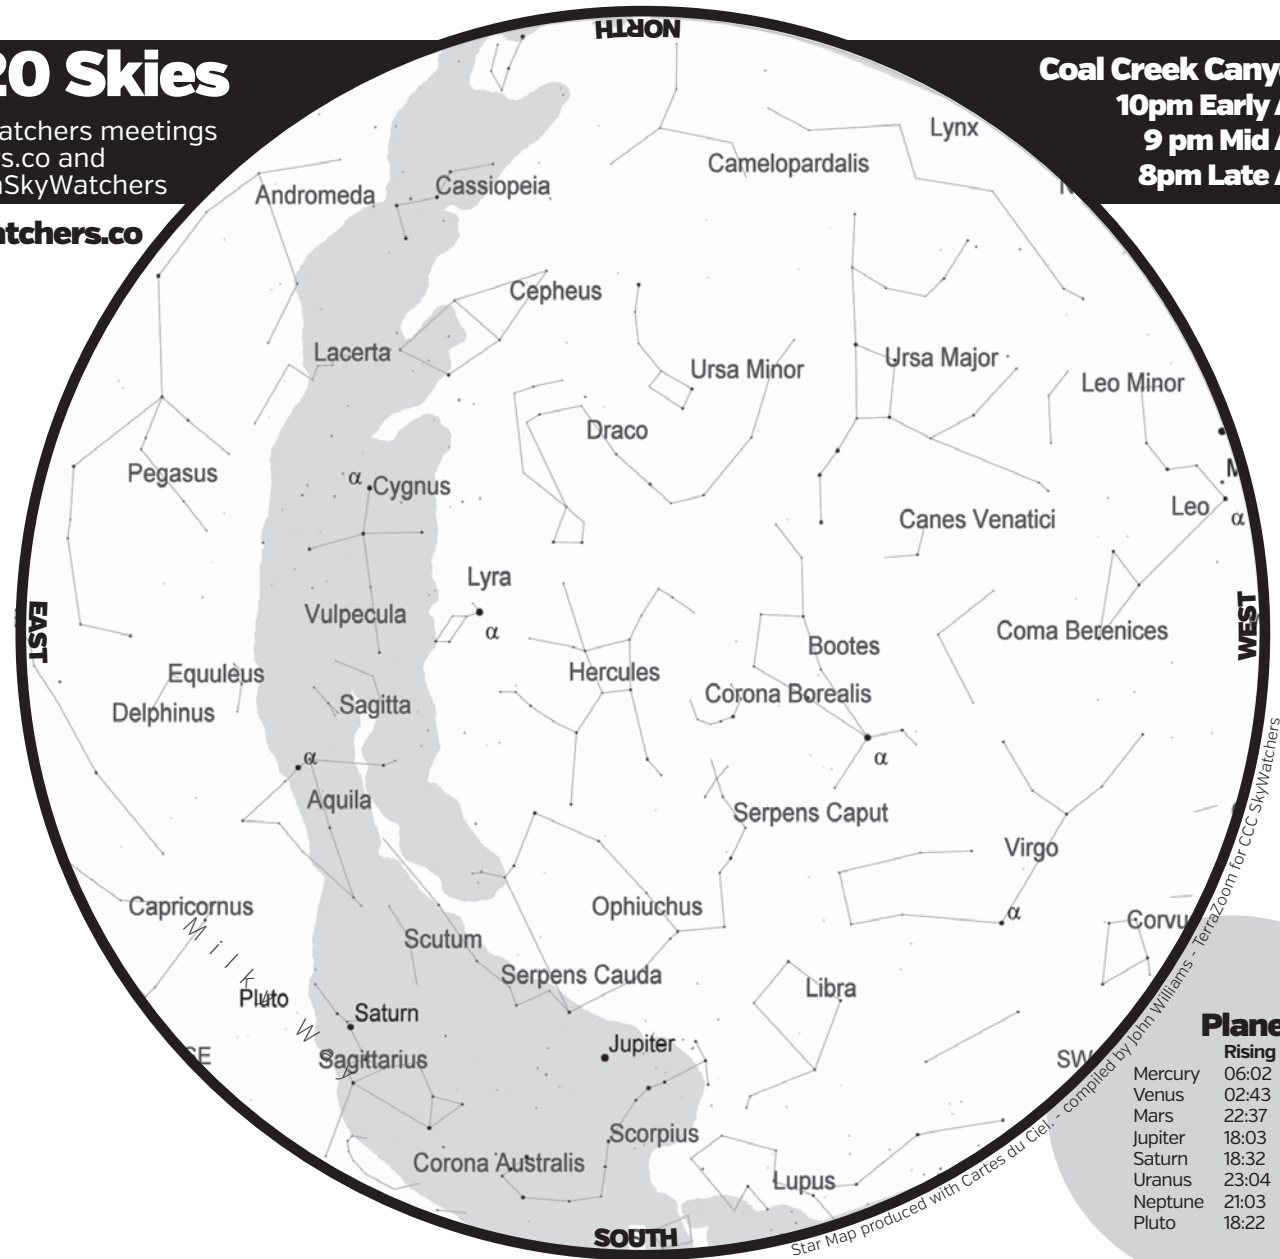 20 Skies
atchers meetings
s.co and
SkyWatchers
tchers.co
Coal Creek Cany
10pm Early
9 pm Mid
8pm Late
NORTH
Lynx
Camelopardalis
Andromeda
Cassiopeia
N
Cepheus
Lacerta
Ursa Minor
Ursa Major
Leo Minor
Draco
Pegasus
α
Cygnus
M
Leo
α
Canes Venatici
Lyra
α
EAST
WEST
Vulpecula
Coma Berenices
Bootes
Equuleus
Hercules
Corona Borealis
Delphinus
Sagitta
α
α
Aquila
Serpens Caput
Virgo
α
Capricornus
Ophiuchus
Corvu
Milky Way
Scutum
Serpens Cauda
Libra
Pluto
Saturn
Jupiter
SE
Sagittarius
SW
Scorpius
Corona Australis
Lupus
SOUTH
Star Map produced with Cartes du Ciel. - compiled by John Williams - TerraZoom for CCC SkyWatchers
Plane
Rising
Mercury 06:02
Venus 02:43
Mars 22:37
Jupiter 18:03
Saturn 18:32
Uranus 23:04
Neptune 21:03
Pluto 18:22